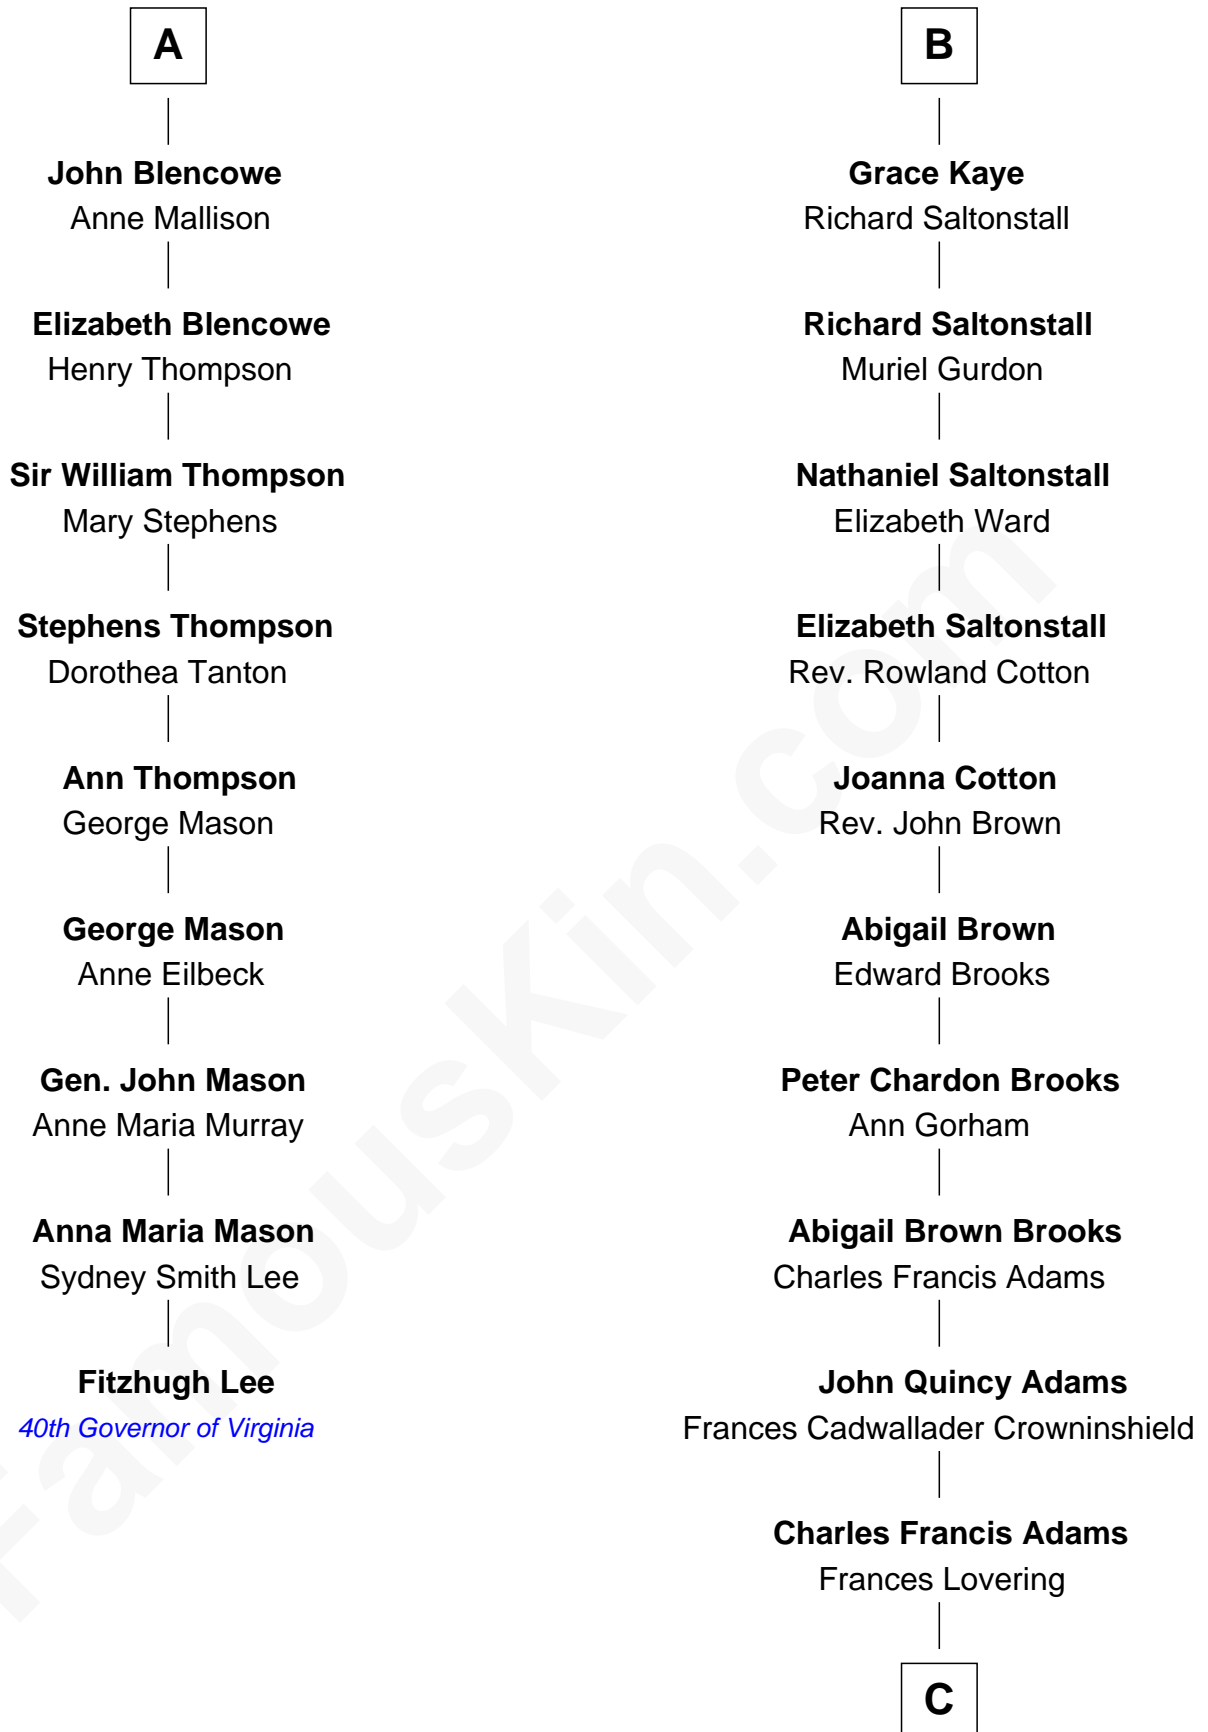 A
John Blencowe
Anne Mallison
Elizabeth Blencowe
Henry Thompson
Sir William Thompson
Mary Stephens
Stephens Thompson
Dorothea Tanton
Ann Thompson
George Mason
George Mason
Anne Eilbeck
Gen. John Mason
Anne Maria Murray
Anna Maria Mason
Sydney Smith Lee
Fitzhugh Lee
40th Governor of Virginia
B
Grace Kaye
Richard Saltonstall
Richard Saltonstall
Muriel Gurdon
Nathaniel Saltonstall
Elizabeth Ward
Elizabeth Saltonstall
Rev. Rowland Cotton
Joanna Cotton
Rev. John Brown
Abigail Brown
Edward Brooks
Peter Chardon Brooks
Ann Gorham
Abigail Brown Brooks
Charles Francis Adams
John Quincy Adams
Frances Cadwallader Crowninshield
Charles Francis Adams
Frances Lovering
C
FamousKin.com